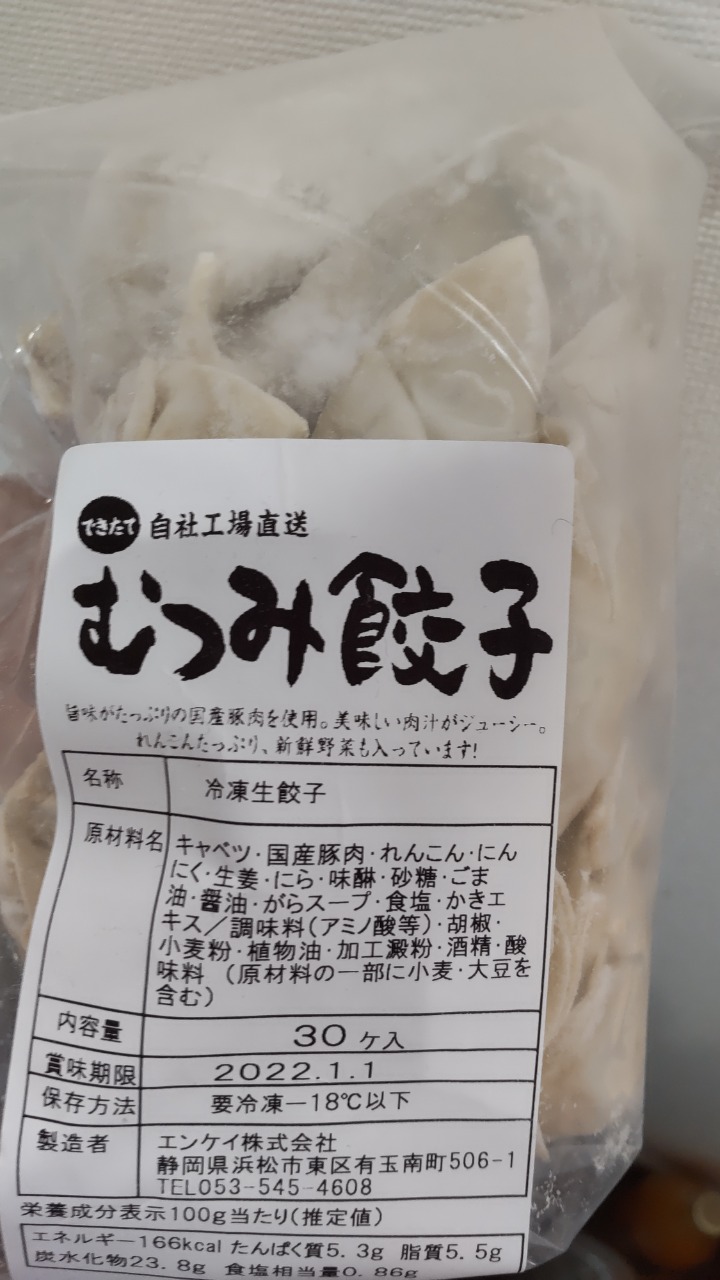 できたて 自社工場直送
むつみ餃子
旨味がたっぷりの国産豚肉を使用。美味しい肉汁がジューシー。
れんこんたっぷり、新鮮野菜も入っています!
名称 冷凍生餃子
原材料名 キャベツ・国産豚肉・れんこん・にん
にく・生姜・にら・味醂・砂糖・ごま
油・醤油・がらスープ・食塩・かきエ
キス/調味料(アミノ酸等)・胡椒・
小麦粉・植物油・加工澱粉・酒精・酸
味料 (原材料の一部に小麦・大豆を
含む)
内容量 30ケ入
賞味期限 2022.1.1
保存方法 要冷凍-18℃以下
製造者 エンケイ株式会社
静岡県浜松市東区有玉南町506-1
TEL053-545-4608
栄養成分表示100g当たり(推定値)
エネルギー166kcal たんぱく質5.3g 脂質5.5g
炭水化物23.8g 食塩相当量0.86g